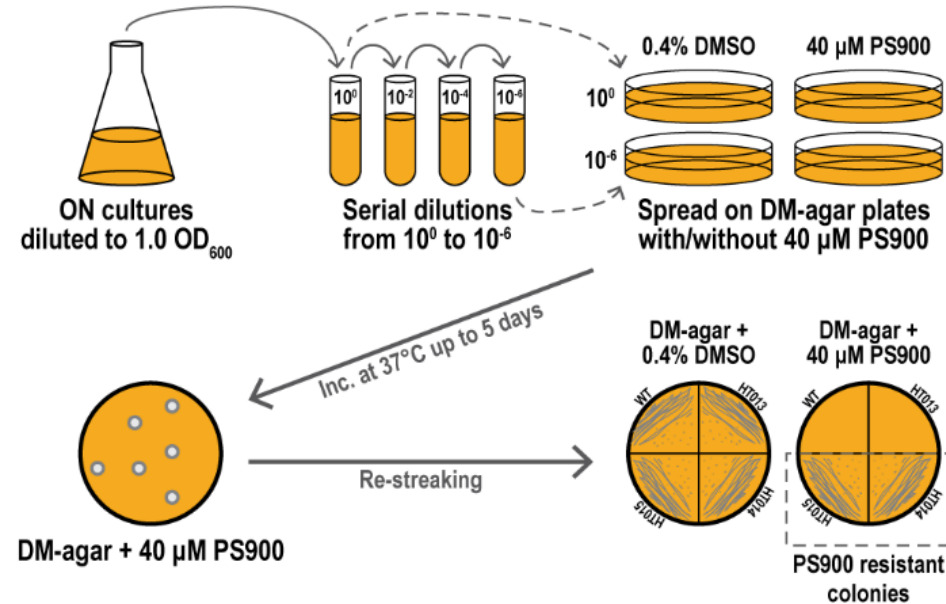 0.4% DMSO
40 µM PS900
10⁰
10⁻²
10⁻⁴
10⁻⁶
10⁰
10⁻⁶
ON cultures
diluted to 1.0 OD₆₀₀
Serial dilutions
from 10⁰ to 10⁻⁶
Spread on DM-agar plates
with/without 40 µM PS900
Inc. at 37°C up to 5 days
DM-agar +
0.4% DMSO
DM-agar +
40 µM PS900
WT
HT013
HT015
HT014
WT
HT013
HT015
HT014
Re-streaking
DM-agar + 40 µM PS900
PS900 resistant
colonies